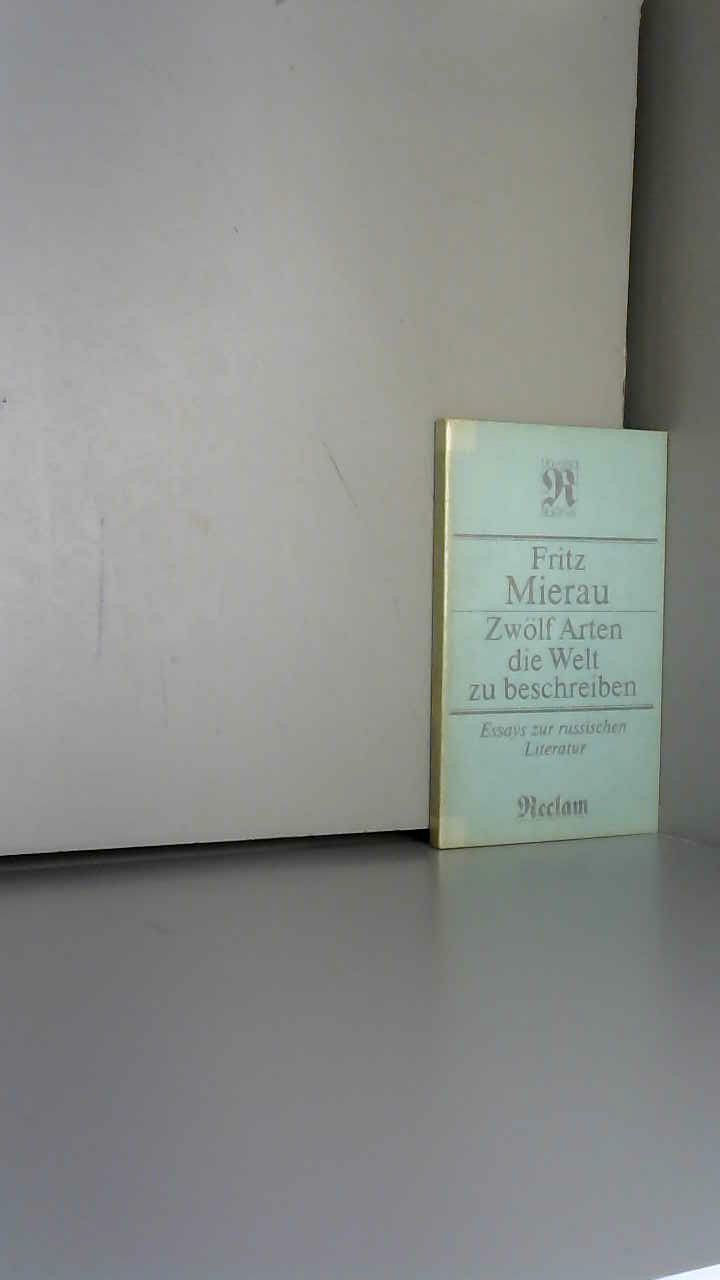 R
Fritz
Mierau
Zwölf Arten
die Welt
zu beschreiben
Essays zur russischen
Literatur
Reclam